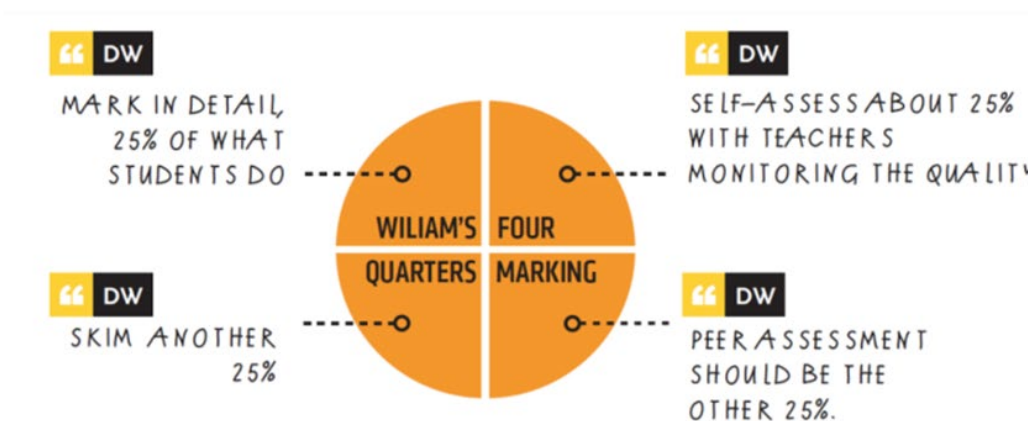 “ DW
MARK IN DETAIL,
25% OF WHAT
STUDENTS DO
“ DW
SELF-ASSESS ABOUT 25%
WITH TEACHERS
MONITORING THE QUALITY
WILIAM'S FOUR
QUARTERS MARKING
“ DW
SKIM ANOTHER
25%
“ DW
PEER ASSESSMENT
SHOULD BE THE
OTHER 25%.